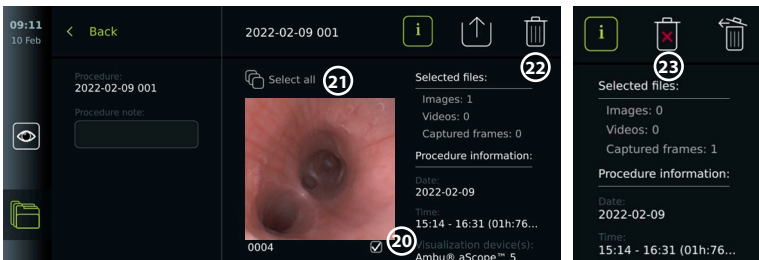 09:11
10 Feb
Back
2022-02-09 001
i
22
Procedure:
2022-02-09 001
Procedure note:
Select all
21
Selected files:
Images: 1
Videos: 0
Captured frames: 0
Procedure information:
Date:
2022-02-09
Time:
15:14 - 16:31 (01h:76...
Visualization device(s):
Ambu® aScope™ 5
0004
20
i
23
Selected files:
Images: 0
Videos: 0
Captured frames: 1
Procedure information:
Date:
2022-02-09
Time:
15:14 - 16:31 (01h:76...